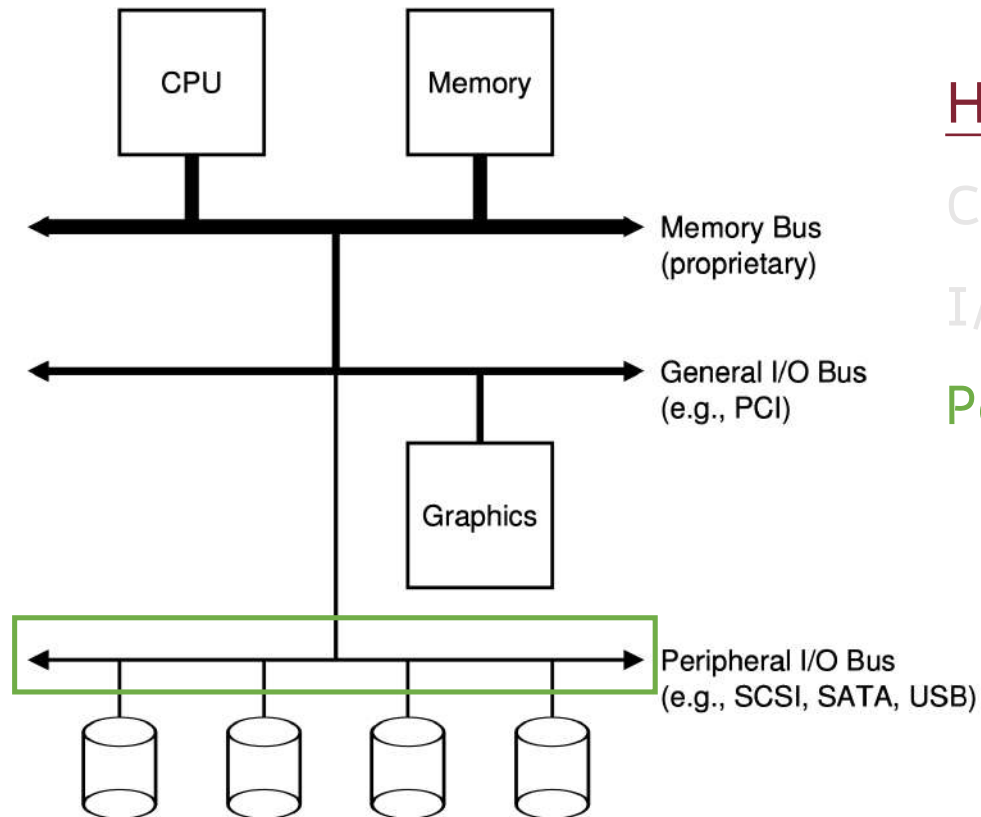 CPU
Memory
Memory Bus
(proprietary)
General I/O Bus
(e.g., PCI)
Graphics
Peripheral I/O Bus
(e.g., SCSI, SATA, USB)
H
C
I/
P